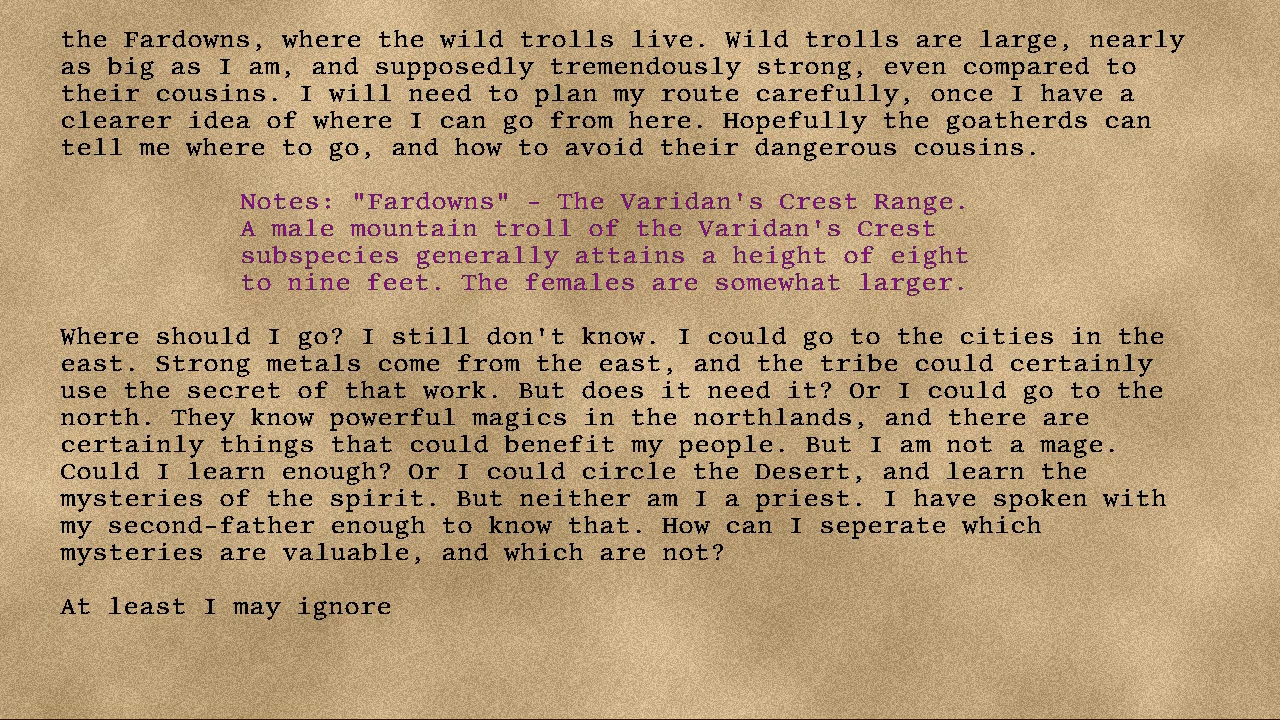 the Fardowns, where the wild trolls live. Wild trolls are large, nearly
as big as I am, and supposedly tremendously strong, even compared to
their cousins. I will need to plan my route carefully, once I have a
clearer idea of where I can go from here. Hopefully the goatherds can
tell me where to go, and how to avoid their dangerous cousins.
Notes: "Fardowns" - The Varidan's Crest Range.
A male mountain troll of the Varidan's Crest
subspecies generally attains a height of eight
to nine feet. The females are somewhat larger.
Where should I go? I still don't know. I could go to the cities in the
east. Strong metals come from the east, and the tribe could certainly
use the secret of that work. But does it need it? Or I could go to the
north. They know powerful magics in the northlands, and there are
certainly things that could benefit my people. But I am not a mage.
Could I learn enough? Or I could circle the Desert, and learn the
mysteries of the spirit. But neither am I a priest. I have spoken with
my second-father enough to know that. How can I seperate which
mysteries are valuable, and which are not?
At least I may ignore